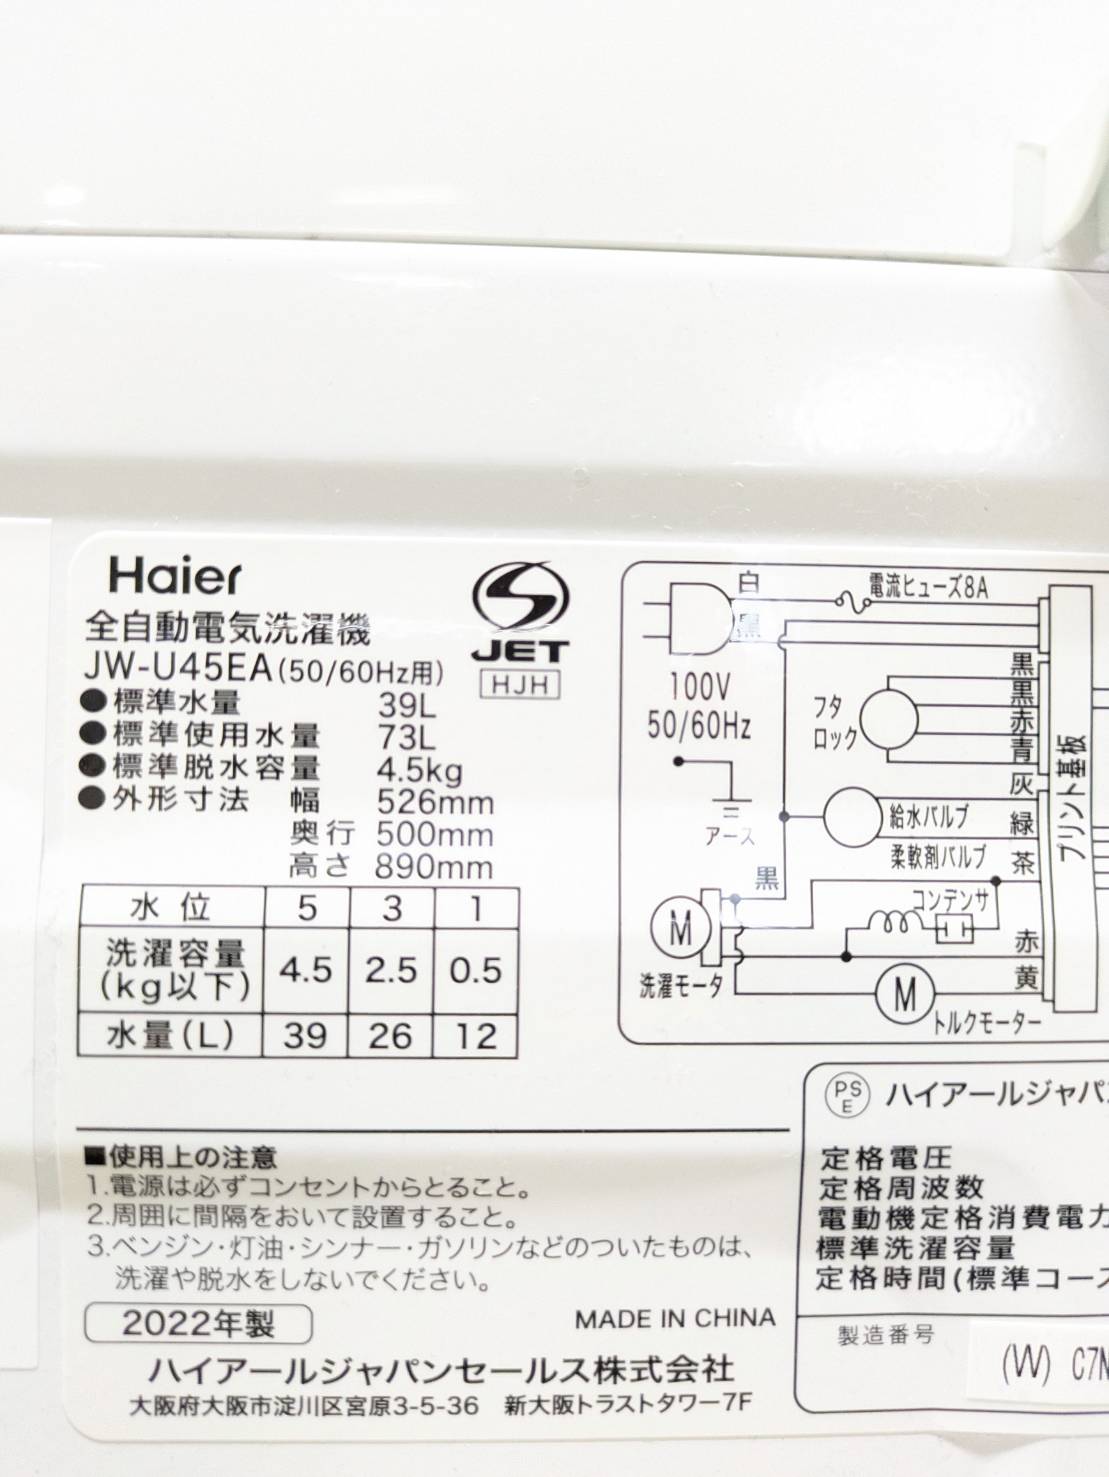 Haier
全自動電気洗濯機
JW-U45EA(50/60Hz用)
JET
HJH
●標準水量 39L
●標準使用水量 73L
●標準脱水容量 4.5kg
●外形寸法 幅 526mm
奥行 500mm
高さ 890mm
水位 5 3 1
洗濯容量(kg以下) 4.5 2.5 0.5
水量(L) 39 26 12
白
電流ヒューズ8A
黒
100V
50/60Hz
アース
フタ
ロック
黒
黒
赤
青
灰
給水バルブ
緑
柔軟剤バルブ
茶
黒
コンデンサ
赤
黄
M
洗濯モータ
M
トルクモーター
プリント基板
■使用上の注意
1.電源は必ずコンセントからとること。
2.周囲に間隔をおいて設置すること。
3.ベンジン・灯油・シンナー・ガソリンなどのついたものは、
洗濯や脱水をしないでください。
2022年製
MADE IN CHINA
ハイアールジャパンセールス株式会社
大阪府大阪市淀川区宮原3-5-36 新大阪トラストタワー7F
PS
E
ハイアールジャパ
定格電圧
定格周波数
電動機定格消費電力
標準洗濯容量
定格時間(標準コース
製造番号
(W) C7N